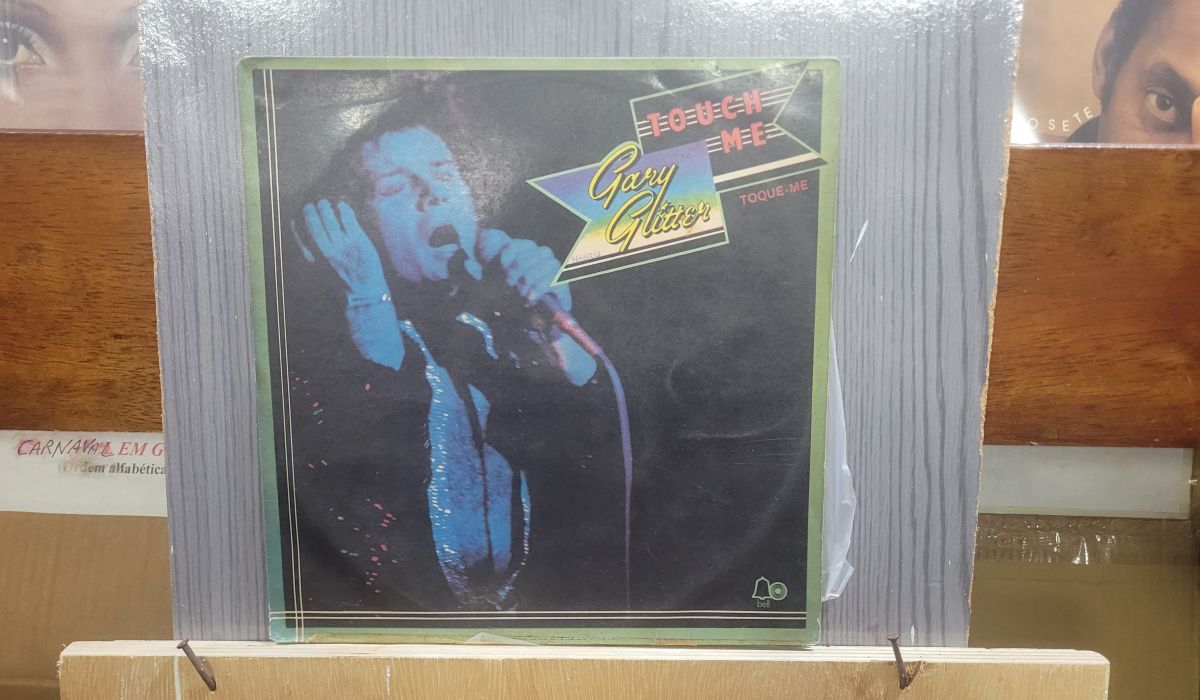 TOUCH
ME
Gary
Glitter
TOQUE-ME
O SETE
CARNAVAL EM G
em alfabética
bell